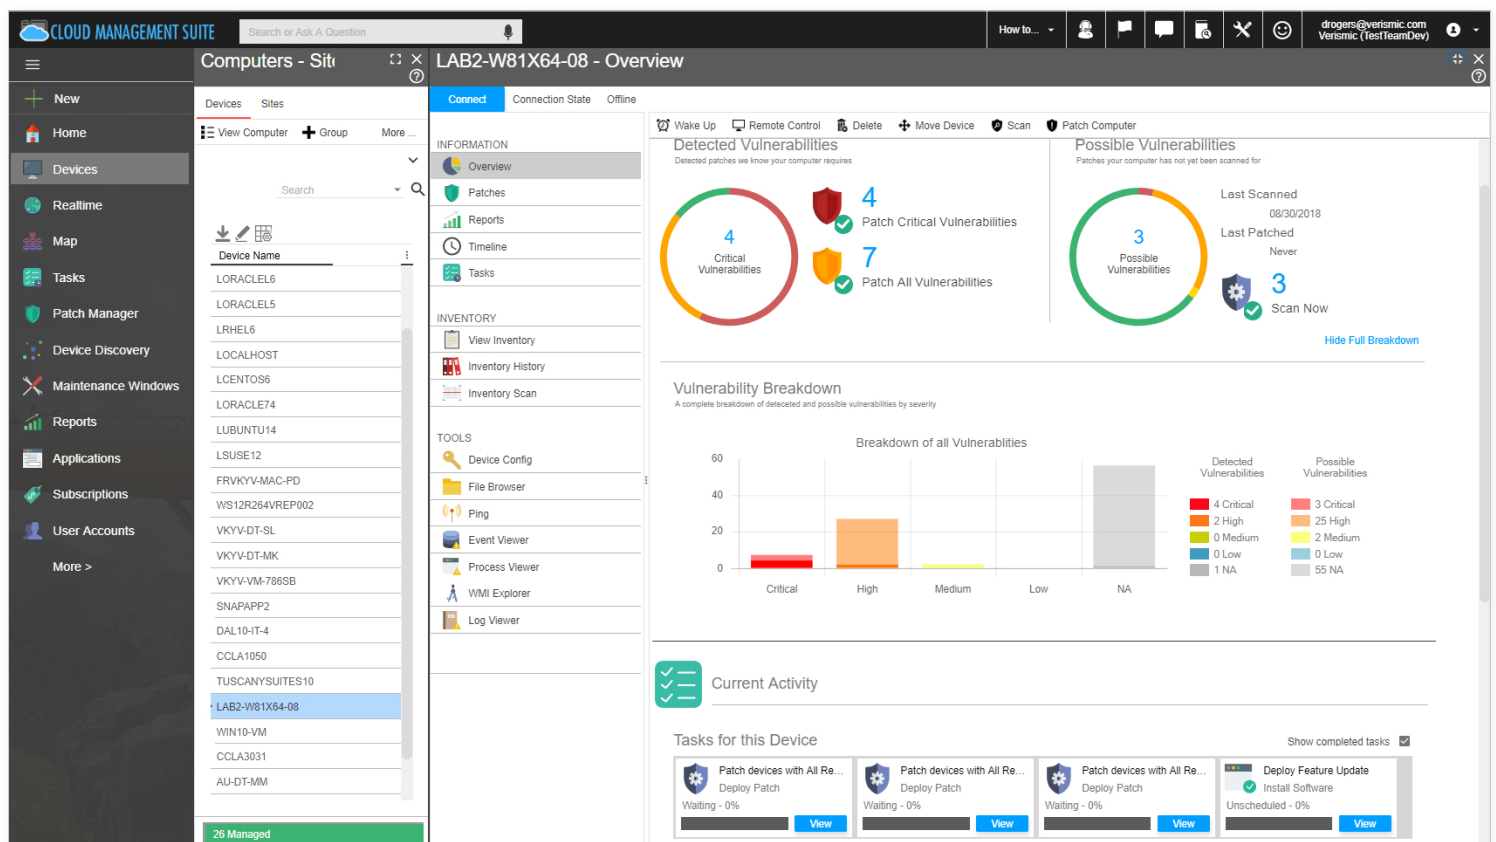 CLOUD MANAGEMENT SUITE
Search or Ask A Question
How to...
drogers@verismic.com
Verismic (TestTeamDev)
New
Home
Devices
Realtime
Map
Tasks
Patch Manager
Device Discovery
Maintenance Windows
Reports
Applications
Subscriptions
User Accounts
More >
Computers - Site
Devices Sites
View Computer Group More ...
Search
Device Name
LORACLEL6
LORACLEL5
LRHEL6
LOCALHOST
LCENTOS6
LORACLE74
LUBUNTU14
LSUSE12
FRVKYV-MAC-PD
WS12R264VREP002
VKYV-DT-SL
VKYV-DT-MK
VKYV-VM-786SB
SNAPAPP2
DAL10-IT-4
CCLA1050
TUSCANYSUITES10
LAB2-W81X64-08
WIN10-VM
CCLA3031
AU-DT-MM
26 Managed
LAB2-W81X64-08 - Overview
Connect Connection State Offline
INFORMATION
Overview
Patches
Reports
Timeline
Tasks
INVENTORY
View Inventory
Inventory History
Inventory Scan
TOOLS
Device Config
File Browser
Ping
Event Viewer
Process Viewer
WMI Explorer
Log Viewer
Wake Up Remote Control Delete Move Device Scan Patch Computer
Detected Vulnerabilities
Detected patches we know your computer requires
4
Critical
Vulnerabilities
4
Patch Critical Vulnerabilities
7
Patch All Vulnerabilities
Possible Vulnerabilities
Patches your computer has not yet been scanned for
3
Possible
Vulnerabilities
Last Scanned
08/30/2018
Last Patched
Never
3
Scan Now
Hide Full Breakdown
Vulnerability Breakdown
A complete breakdown of deteceted and possible vulnerabilities by severity
Breakdown of all Vulnerablities
60
40
20
0
Critical High Medium Low NA
Detected
Vulnerabilities
4 Critical
2 High
0 Medium
0 Low
1 NA
Possible
Vulnerabilities
3 Critical
25 High
2 Medium
0 Low
55 NA
Current Activity
Tasks for this Device
Show completed tasks
Patch devices with All Re...
Deploy Patch
Waiting - 0%
View
Patch devices with All Re...
Deploy Patch
Waiting - 0%
View
Patch devices with All Re...
Deploy Patch
Waiting - 0%
View
Deploy Feature Update
Install Software
Unscheduled - 0%
View